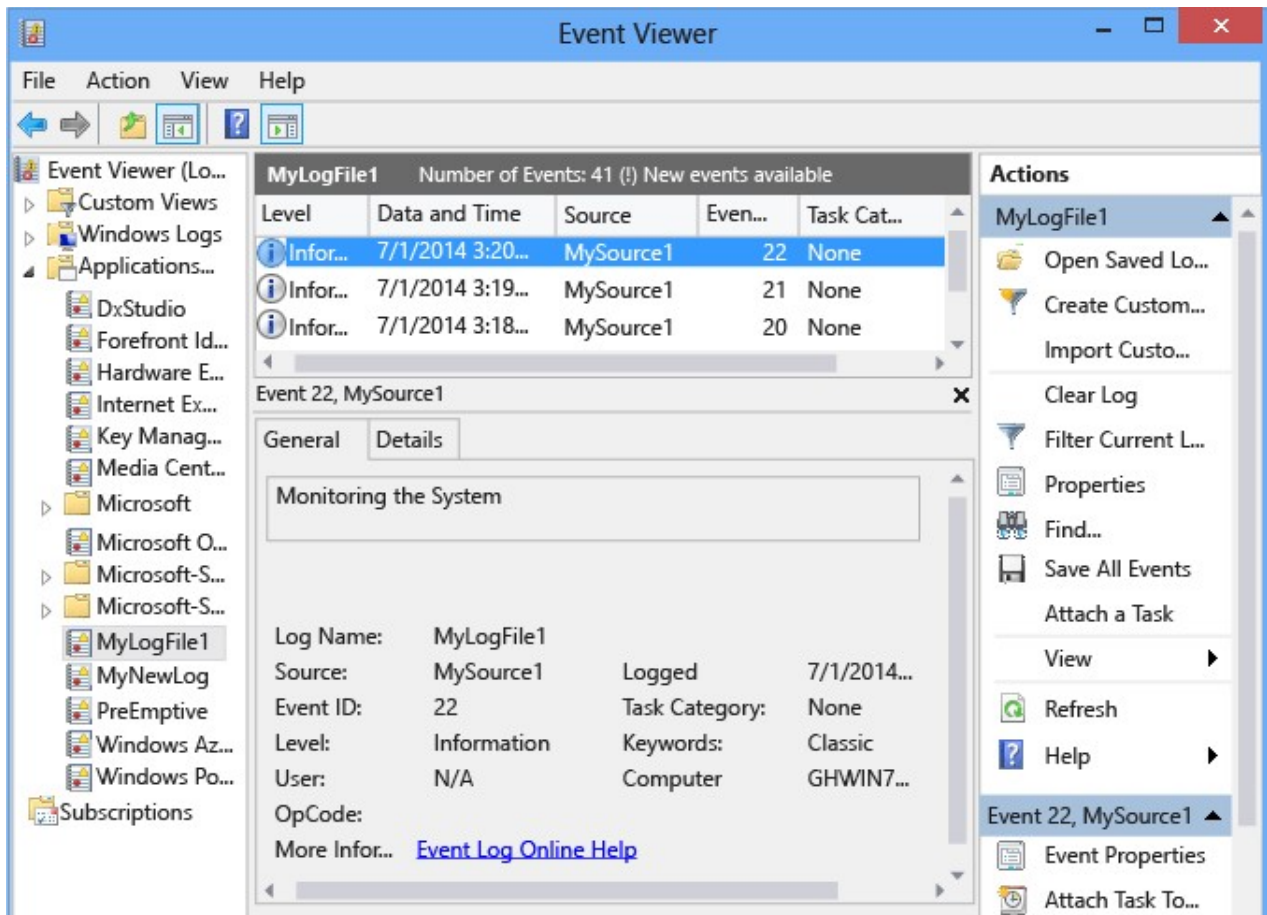 Event Viewer
File Action View Help
Event Viewer (Lo...
Custom Views
Windows Logs
Applications...
DxStudio
Forefront Id...
Hardware E...
Internet Ex...
Key Manag...
Media Cent...
Microsoft
Microsoft O...
Microsoft-S...
Microsoft-S...
MyLogFile1
MyNewLog
PreEmptive
Windows Az...
Windows Po...
Subscriptions
MyLogFile1 Number of Events: 41 (!) New events available
Level Data and Time Source Even... Task Cat...
Infor... 7/1/2014 3:20... MySource1 22 None
Infor... 7/1/2014 3:19... MySource1 21 None
Infor... 7/1/2014 3:18... MySource1 20 None
Event 22, MySource1
General Details
Monitoring the System
Log Name: MyLogFile1
Source: MySource1 Logged 7/1/2014...
Event ID: 22 Task Category: None
Level: Information Keywords: Classic
User: N/A Computer GHWIN7...
OpCode:
More Infor... Event Log Online Help
Actions
MyLogFile1
Open Saved Lo...
Create Custom...
Import Custo...
Clear Log
Filter Current L...
Properties
Find...
Save All Events
Attach a Task
View
Refresh
Help
Event 22, MySource1
Event Properties
Attach Task To...